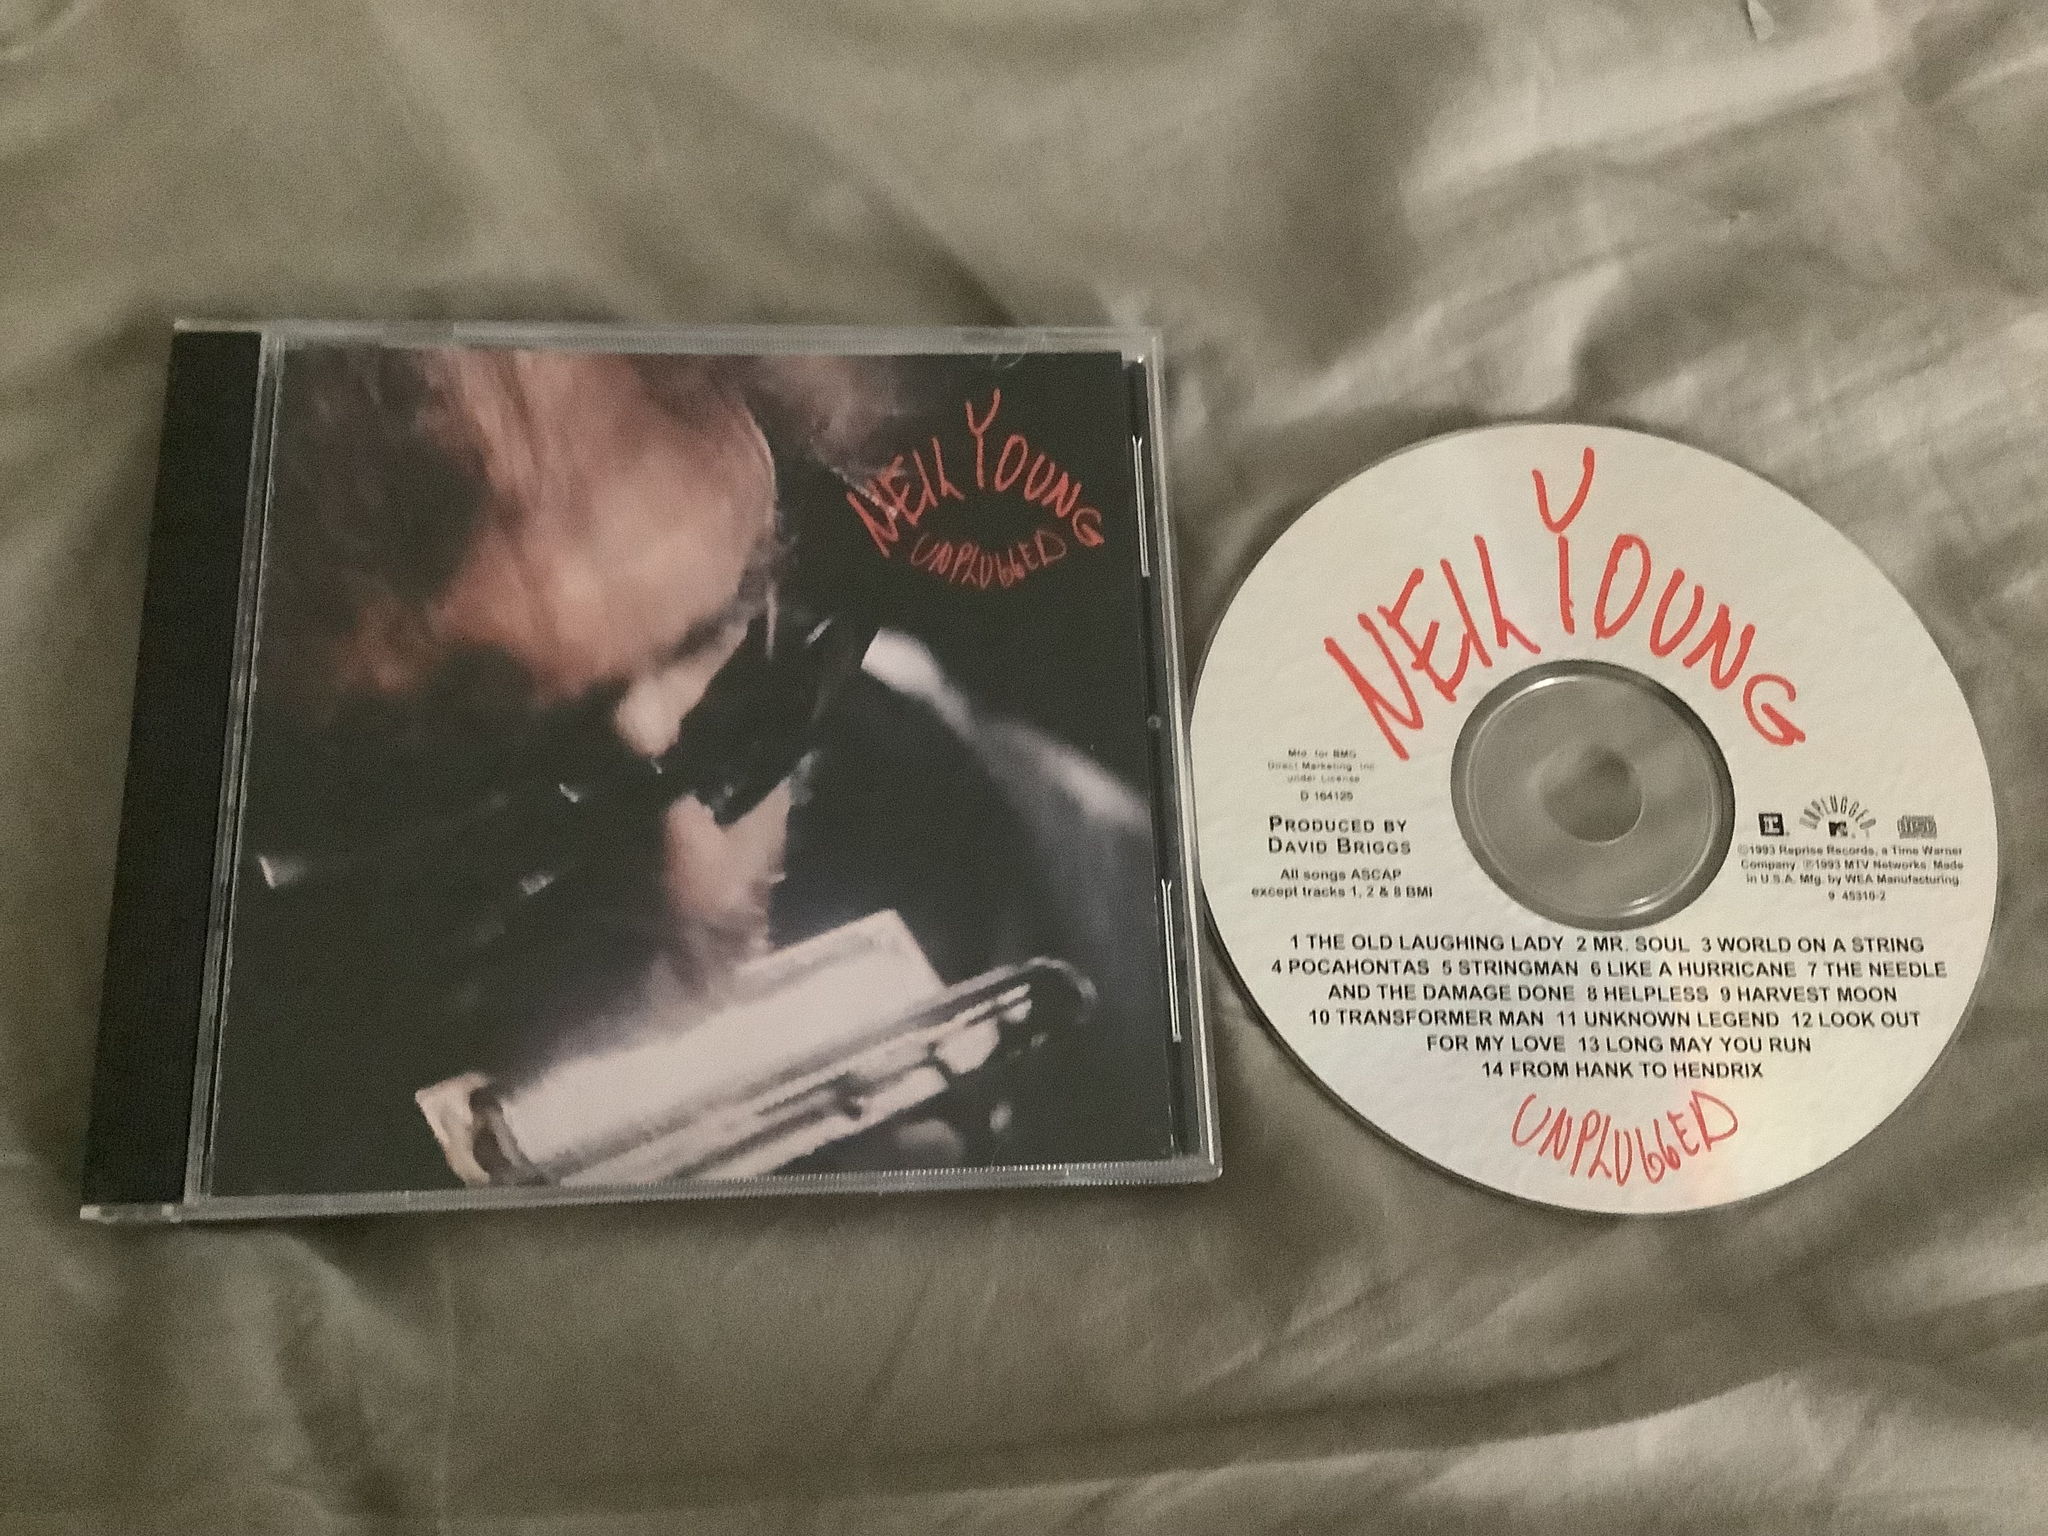 NEIL YOUNG
UNPLUGGED
NEIL YOUNG
Mfd. for BMG
Direct Marketing, Inc.
under License
D 164125
PRODUCED BY
DAVID BRIGGS
All songs ASCAP
except tracks 1, 2 & 8 BMI
UNPLUGGED
©1993 Reprise Records, a Time Warner
Company. ℗1993 MTV Networks. Made
in U.S.A. Mfg. by WEA Manufacturing.
9 45310-2
1 THE OLD LAUGHING LADY 2 MR. SOUL 3 WORLD ON A STRING
4 POCAHONTAS 5 STRINGMAN 6 LIKE A HURRICANE 7 THE NEEDLE
AND THE DAMAGE DONE 8 HELPLESS 9 HARVEST MOON
10 TRANSFORMER MAN 11 UNKNOWN LEGEND 12 LOOK OUT
FOR MY LOVE 13 LONG MAY YOU RUN
14 FROM HANK TO HENDRIX
UNPLUGGED